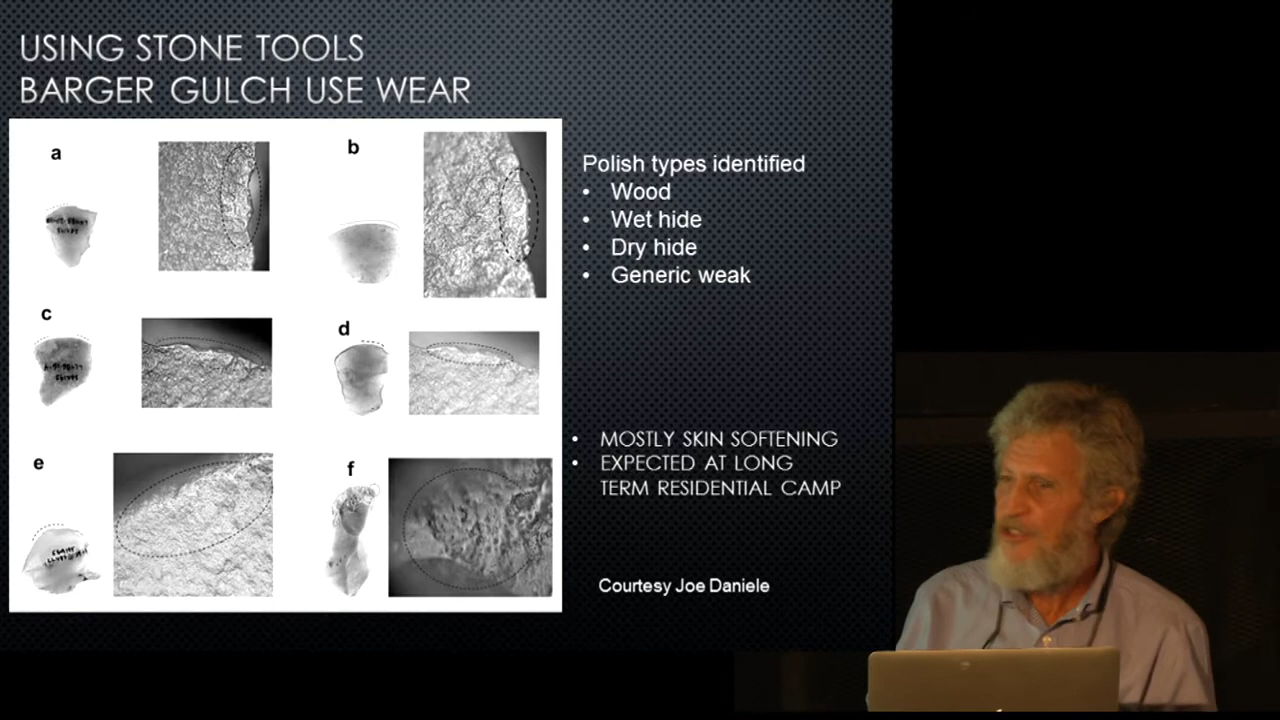 USING STONE TOOLS
BARGER GULCH USE WEAR
a
b
c
d
e
f
Polish types identified
• Wood
• Wet hide
• Dry hide
• Generic weak
• MOSTLY SKIN SOFTENING
• EXPECTED AT LONG
TERM RESIDENTIAL CAMP
Courtesy Joe Daniele